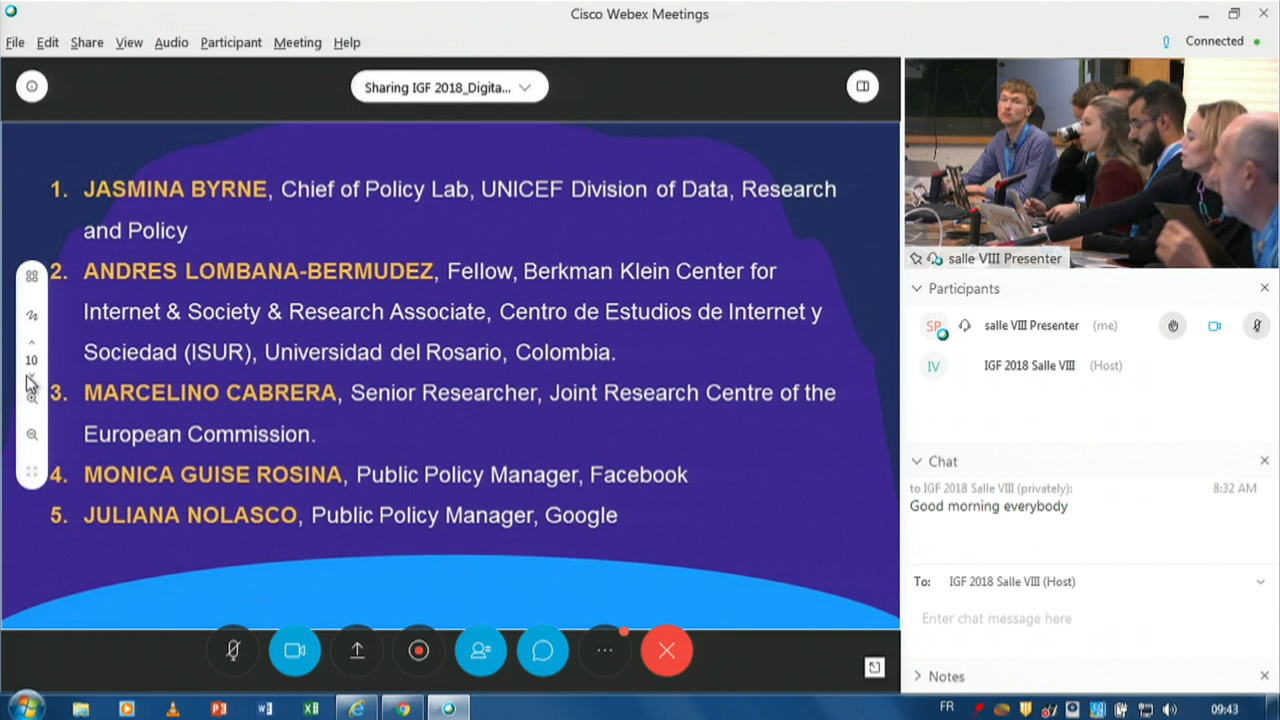 Cisco Webex Meetings
File Edit Share View Audio Participant Meeting Help
Connected
Sharing IGF 2018_Digita...
1. JASMINA BYRNE, Chief of Policy Lab, UNICEF Division of Data, Research
and Policy
2. ANDRES LOMBANA-BERMUDEZ, Fellow, Berkman Klein Center for
Internet & Society & Research Associate, Centro de Estudios de Internet y
Sociedad (ISUR), Universidad del Rosario, Colombia.
3. MARCELINO CABRERA, Senior Researcher, Joint Research Centre of the
European Commission.
4. MONICA GUISE ROSINA, Public Policy Manager, Facebook
5. JULIANA NOLASCO, Public Policy Manager, Google
10
salle VIII Presenter
Participants
SP salle VIII Presenter (me)
IV IGF 2018 Salle VIII (Host)
Chat
to IGF 2018 Salle VIII (privately): 8:32 AM
Good morning everybody
To: IGF 2018 Salle VIII (Host)
Enter chat message here
Notes
FR 09:43